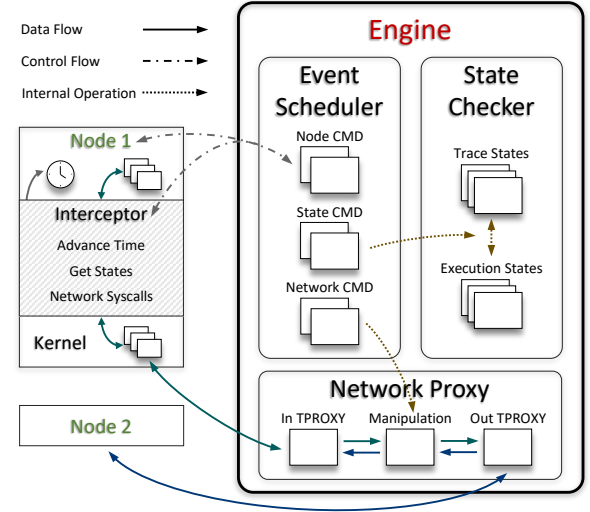 Data Flow
Control Flow
Internal Operation
Engine
Event
Scheduler
Node CMD
State CMD
Network CMD
State
Checker
Trace States
Execution States
Node 1
Interceptor
Advance Time
Get States
Network Syscalls
Kernel
Node 2
Network Proxy
In TPROXY
Manipulation
Out TPROXY